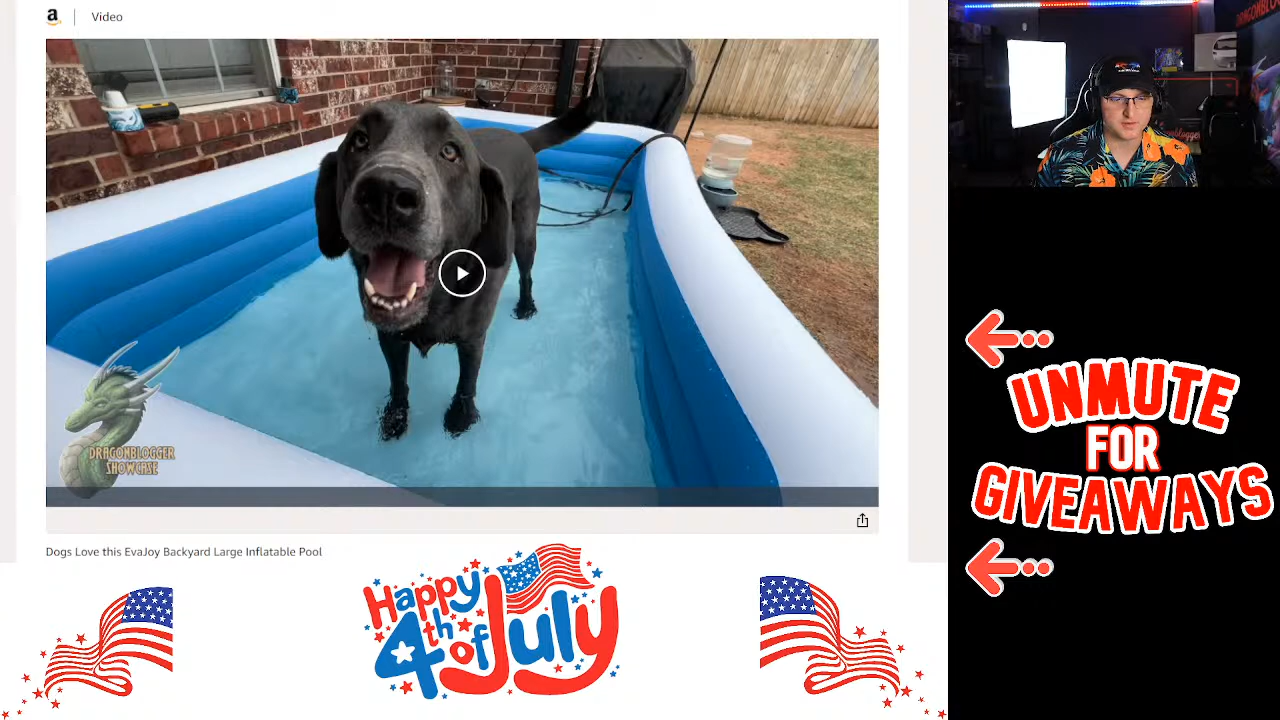 a
Video
DRAGONBLOGGER
SHOWCASE
Dogs Love this EvaJoy Backyard Large Inflatable Pool
Happy
4th of July
UNMUTE
FOR
GIVEAWAYS